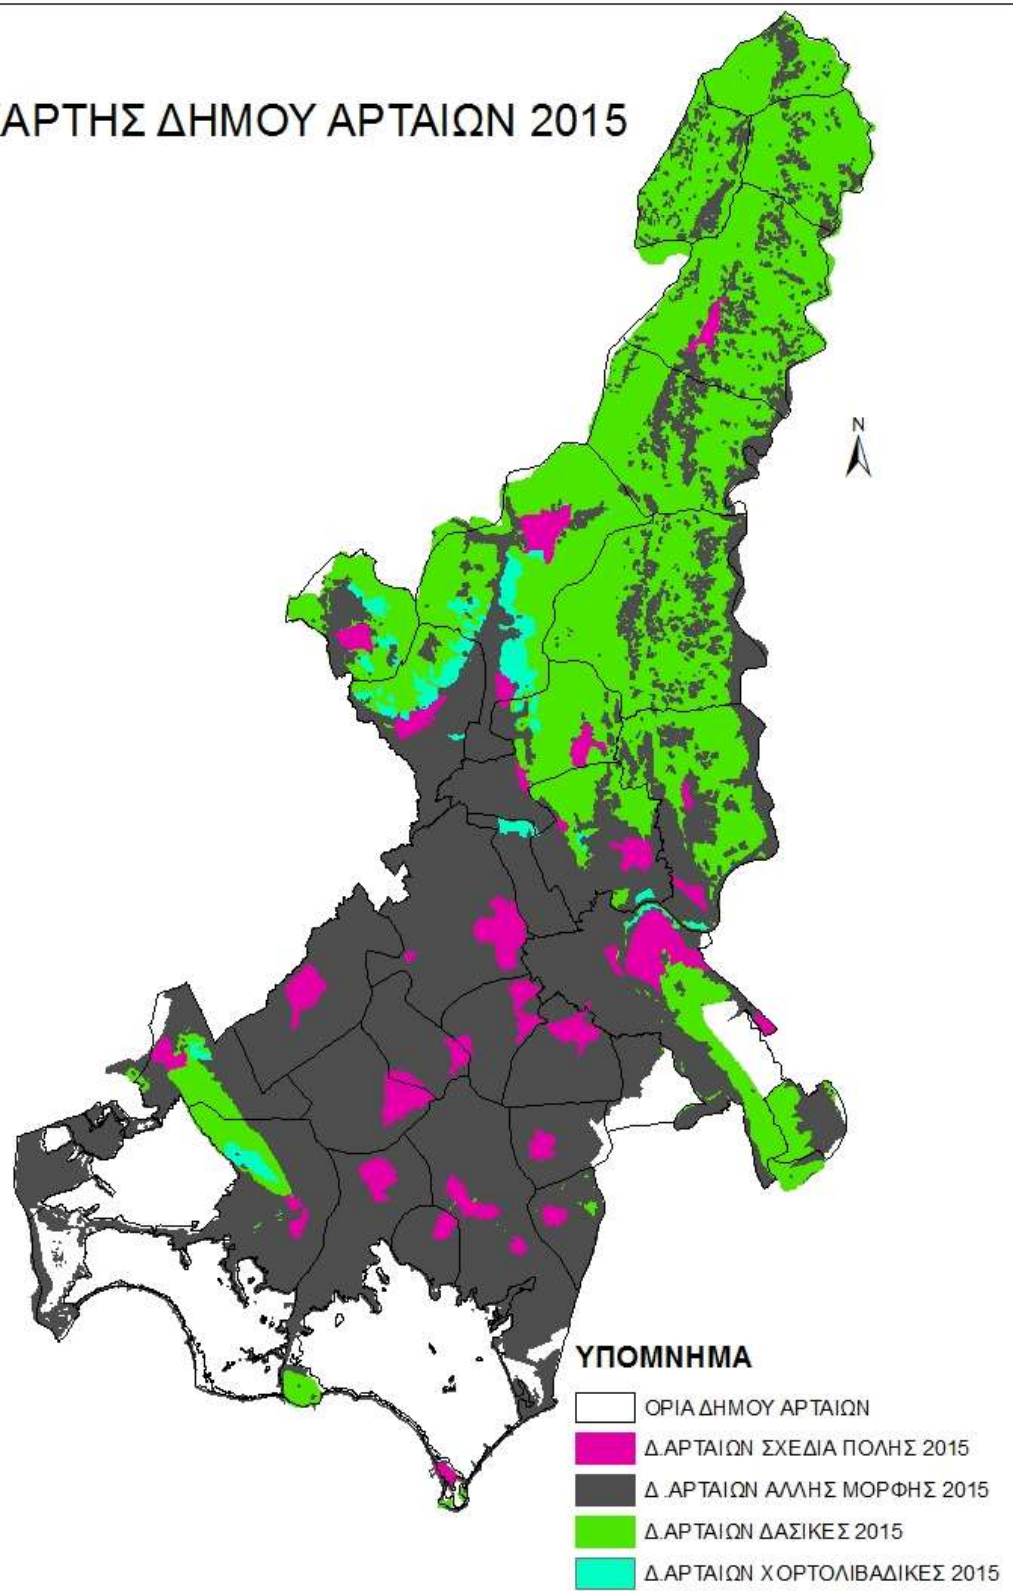 ΑΡΤΗΣ ΔΗΜΟΥ ΑΡΤΑΙΩΝ 2015
N
ΥΠΟΜΝΗΜΑ
ΟΡΙΑ ΔΗΜΟΥ ΑΡΤΑΙΩΝ
Δ.ΑΡΤΑΙΩΝ ΣΧΕΔΙΑ ΠΟΛΗΣ 2015
Δ .ΑΡΤΑΙΩΝ ΑΛΛΗΣ ΜΟΡΦΗΣ 2015
Δ.ΑΡΤΑΙΩΝ ΔΑΣΙΚΕΣ 2015
Δ.ΑΡΤΑΙΩΝ ΧΟΡΤΟΛΙΒΑΔΙΚΕΣ 2015